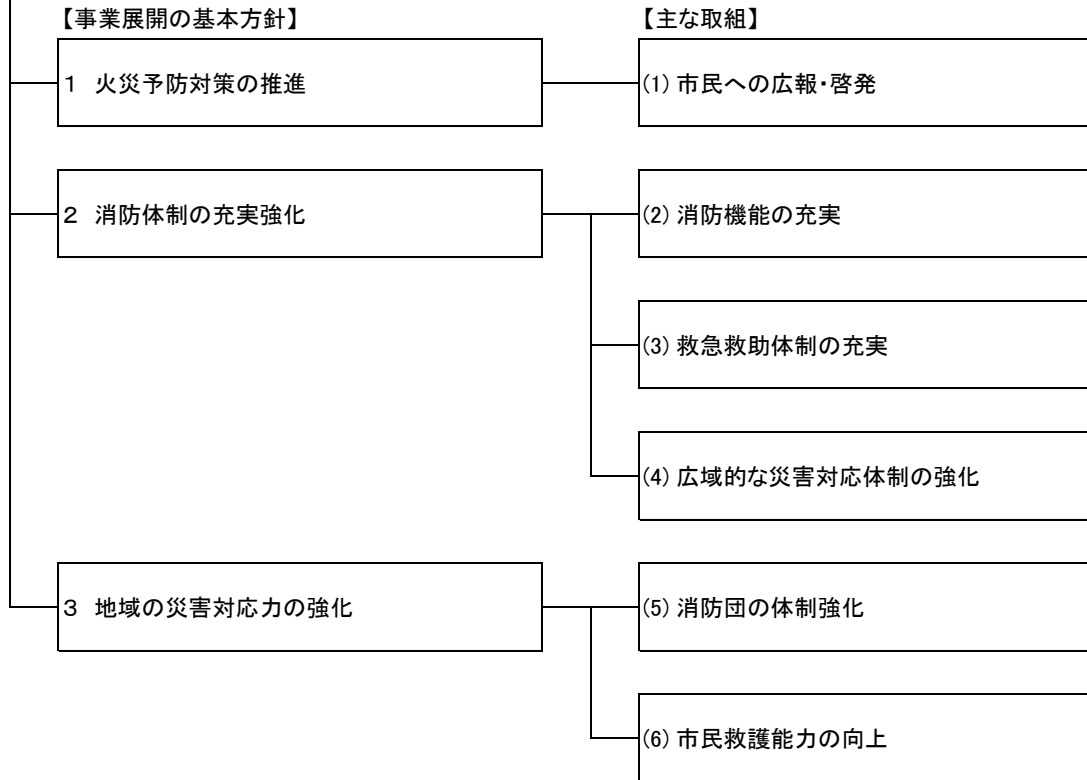 【事業展開の基本方針】
【主な取組】
1 火災予防対策の推進
(1) 市民への広報・啓発
2 消防体制の充実強化
(2) 消防機能の充実
(3) 救急救助体制の充実
(4) 広域的な災害対応体制の強化
3 地域の災害対応力の強化
(5) 消防団の体制強化
(6) 市民救護能力の向上